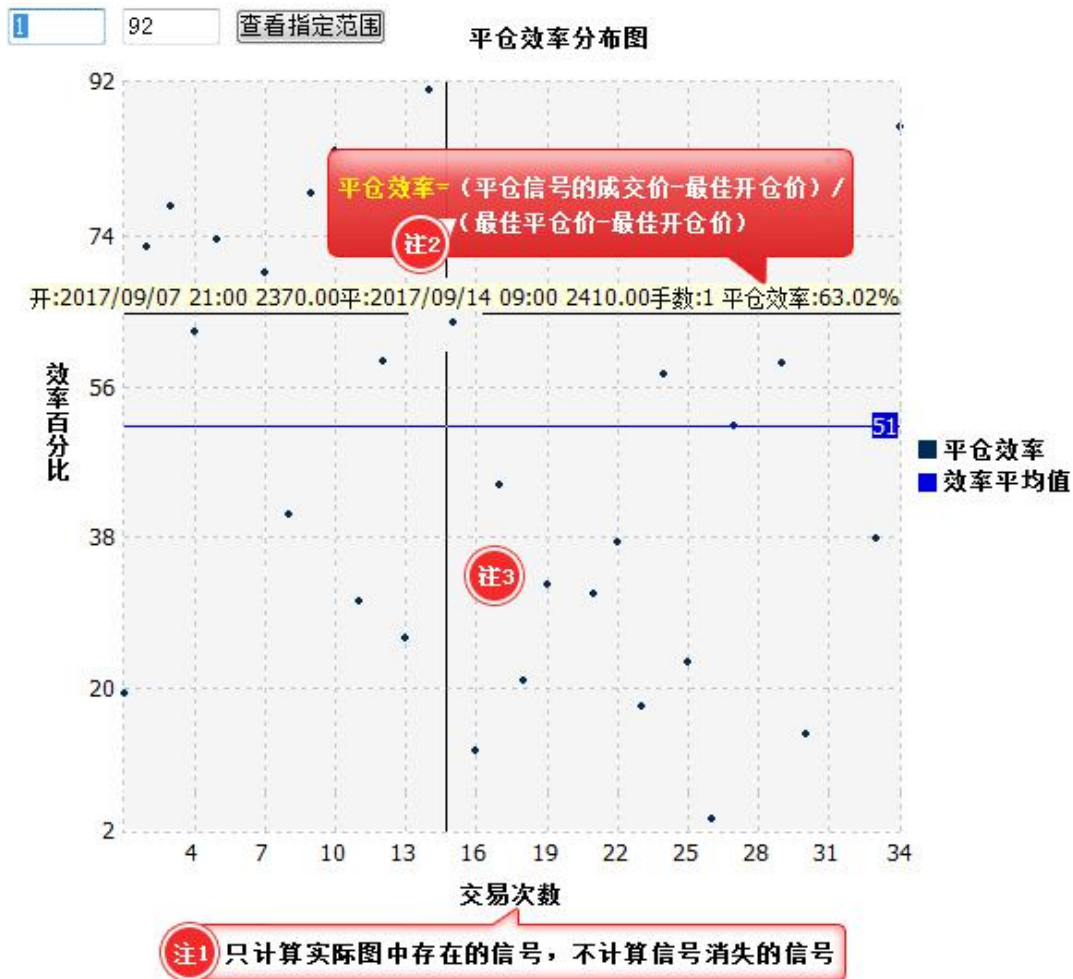 1
92
查看指定范围
平仓效率分布图
92
平仓效率=（平仓信号的成交价-最佳开仓价）/
（最佳平仓价-最佳开仓价）
74
注2
开:2017/09/07 21:00 2370.00平:2017/09/14 09:00 2410.00手数:1 平仓效率:63.02%
效率百分比
56
51
平仓效率
效率平均值
38
注3
20
2
4 7 10 13 16 19 22 25 28 31 34
交易次数
注1 只计算实际图中存在的信号，不计算信号消失的信号